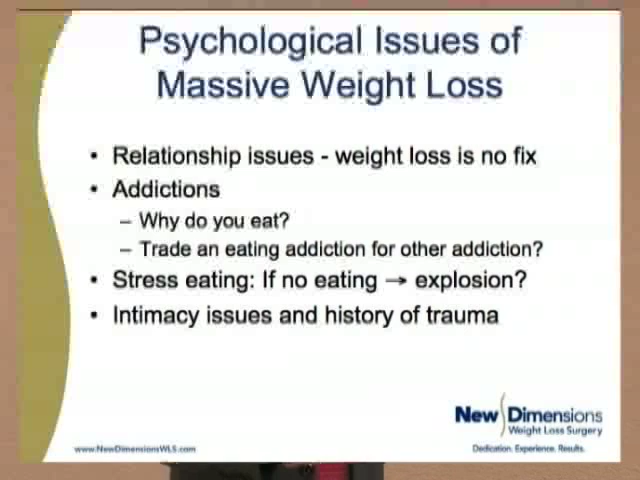 Psychological Issues of
Massive Weight Loss
• Relationship issues - weight loss is no fix
• Addictions
– Why do you eat?
– Trade an eating addiction for other addiction?
• Stress eating: If no eating → explosion?
• Intimacy issues and history of trauma
New Dimensions
Weight Loss Surgery
www.NewDimensionsWLS.com
Dedication. Experience. Results.